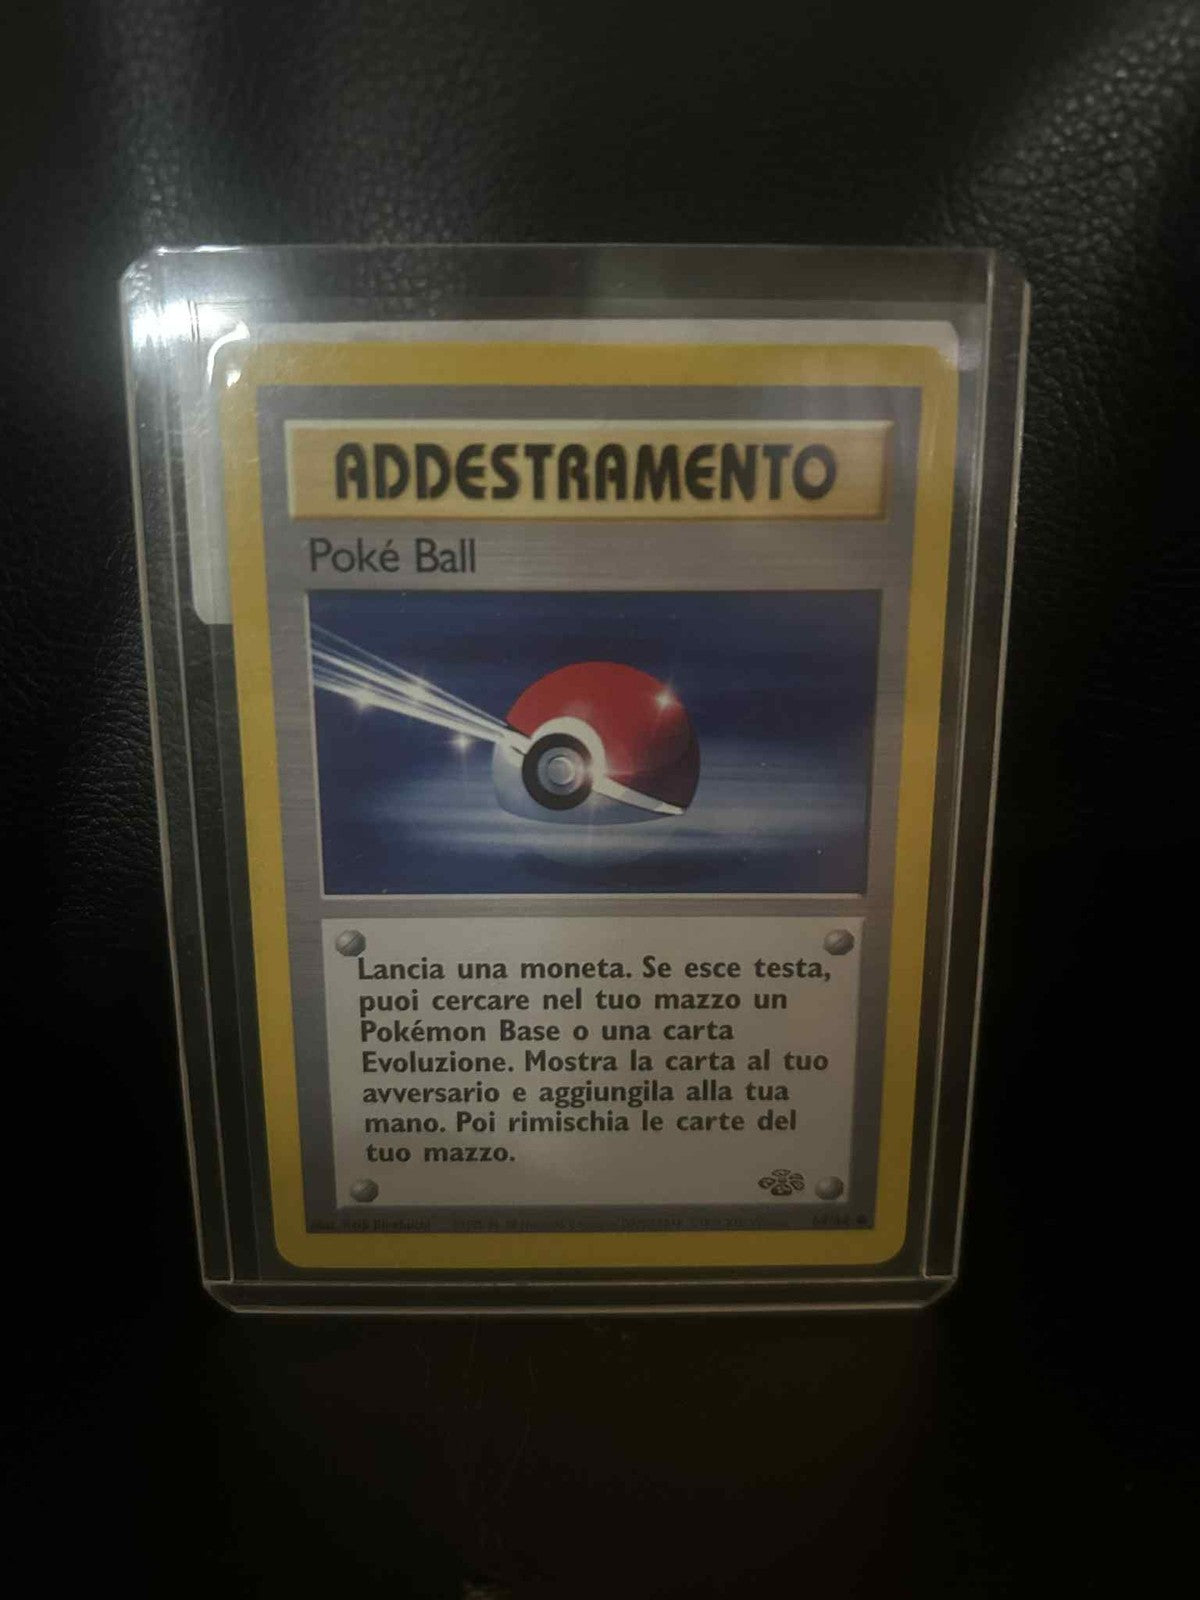 ADDESTRAMENTO
Poké Ball
Lancia una moneta. Se esce testa,
puoi cercare nel tuo mazzo un
Pokémon Base o una carta
Evoluzione. Mostra la carta al tuo
avversario e aggiungila alla tua
mano. Poi rimischia le carte del
tuo mazzo.